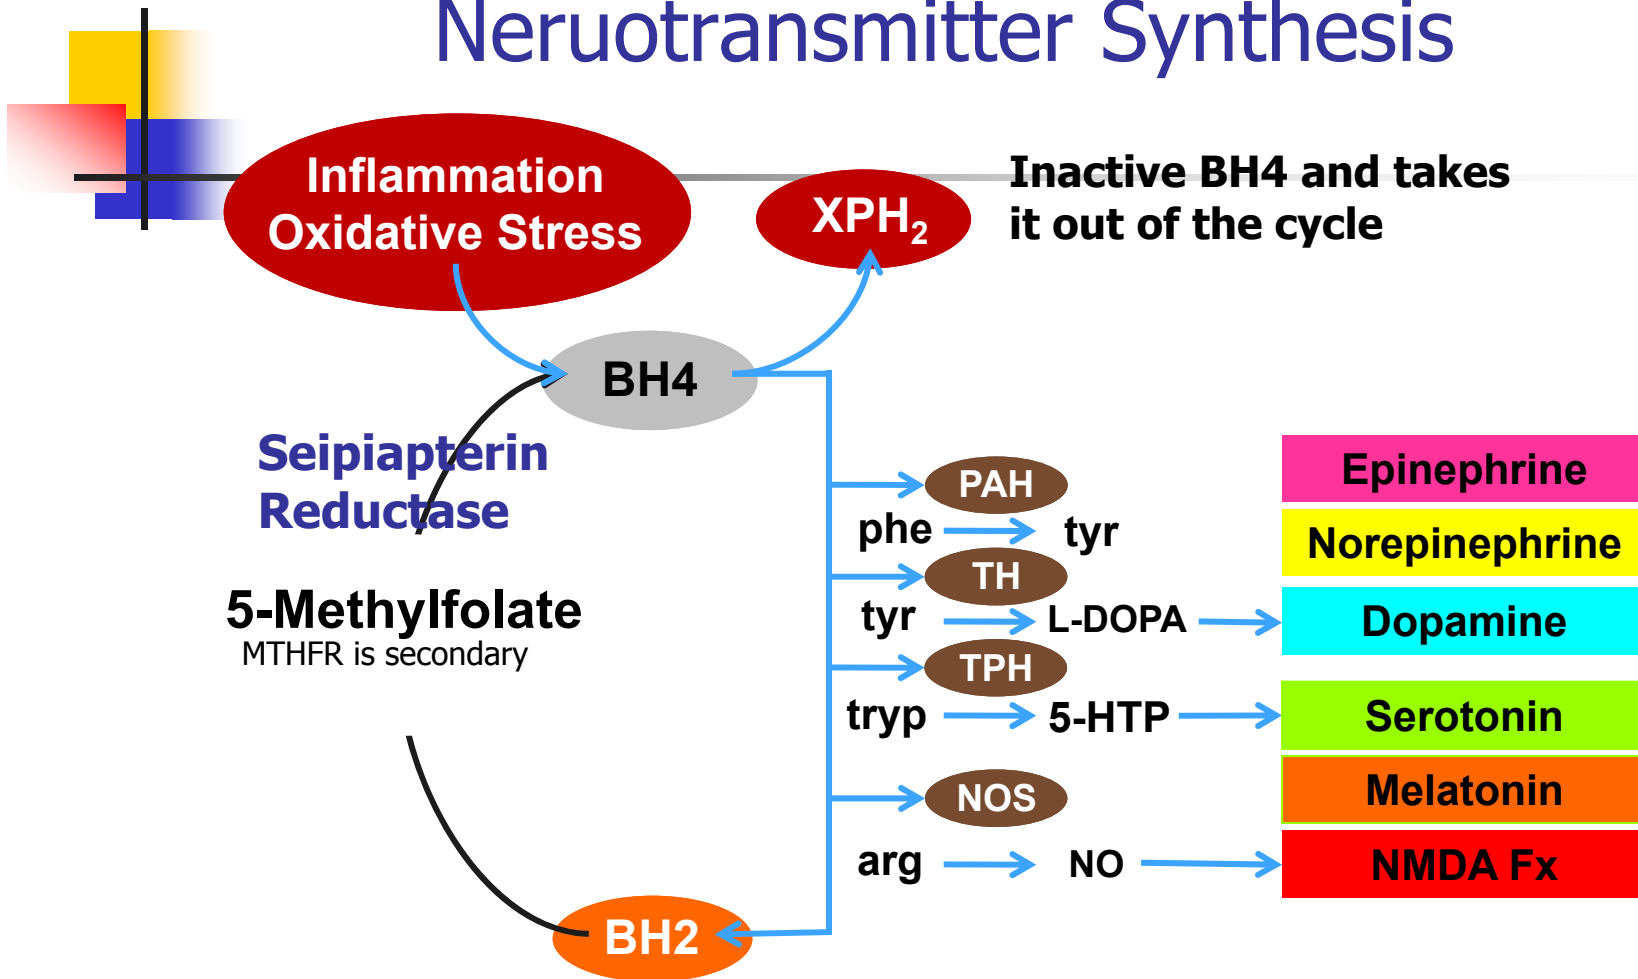 Neruotransmitter Synthesis
Inflammation
Oxidative Stress
XPH₂
Inactive BH4 and takes
it out of the cycle
BH4
Seipiapterin
Reductase
5-Methylfolate
MTHFR is secondary
PAH
phe
tyr
TH
tyr
L-DOPA
TPH
tryp
5-HTP
NOS
arg
NO
Epinephrine
Norepinephrine
Dopamine
Serotonin
Melatonin
NMDA Fx
BH2